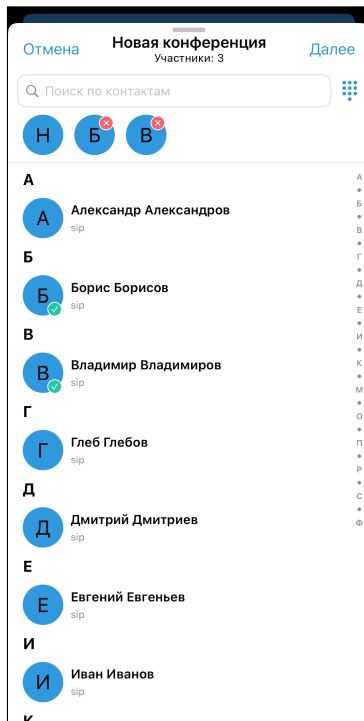 Отмена
Новая конференция
Далее
Участники: 3
Поиск по контактам
Н
Б
В
А
А
Александр Александров
sip
Б
Б
Борис Борисов
sip
В
В
Владимир Владимиров
sip
Г
Г
Глеб Глебов
sip
Д
Д
Дмитрий Дмитриев
sip
Е
Е
Евгений Евгеньев
sip
И
И
Иван Иванов
sip
К
А
Б
В
Г
Д
Е
И
К
М
О
П
Р
С
Ф